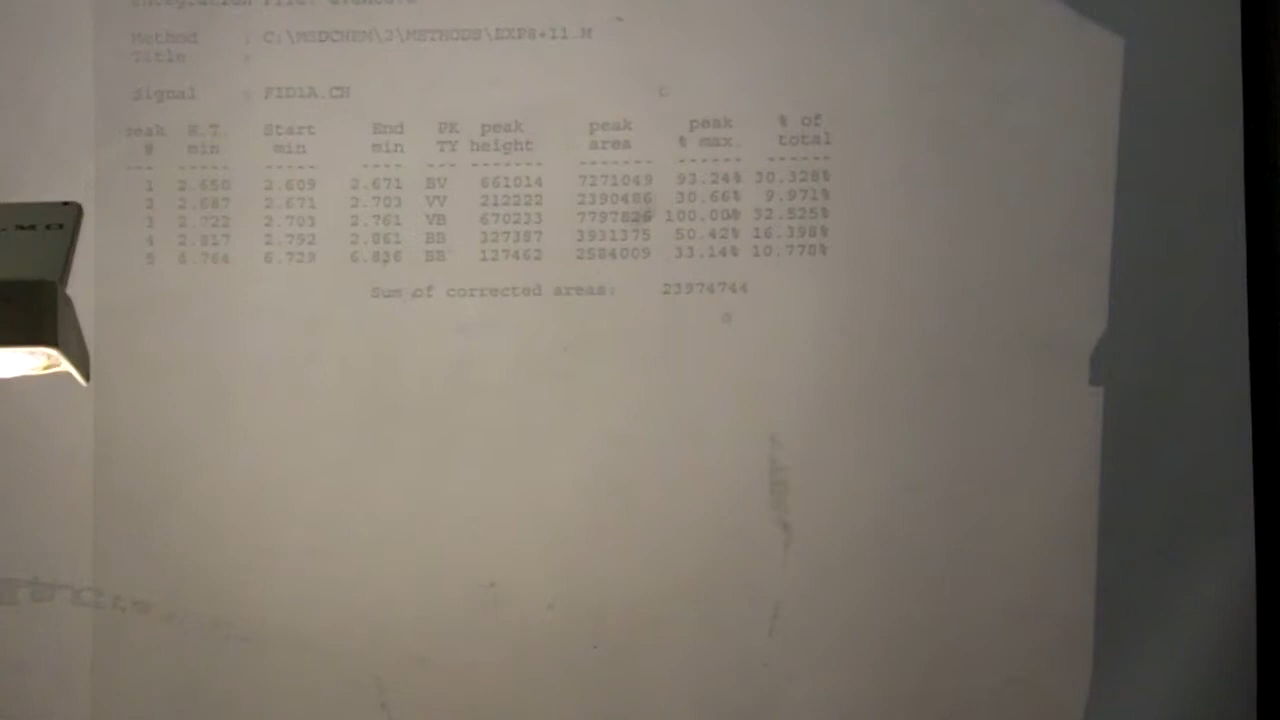 Integration File:
Method : C:\MEDCHEM\3\METHODS\EXP8+11.M
Title :
Signal : FID1A.CH
peak R.T. Start End PK peak peak peak % of
# min min min TY height area % max. total
--- ----- ----- ---- --- ------- ------- ------ ------
1 2.650 2.609 2.671 BV 661014 7271049 93.24% 30.328%
2 2.687 2.671 2.703 VV 212222 2390486 30.66% 9.971%
3 2.722 2.703 2.761 VB 670233 7797826 100.00% 32.525%
4 2.817 2.792 2.861 BB 327387 3931375 50.42% 16.398%
5 6.764 6.729 6.836 BB 127462 2584009 33.14% 10.778%
Sum of corrected areas: 23974744